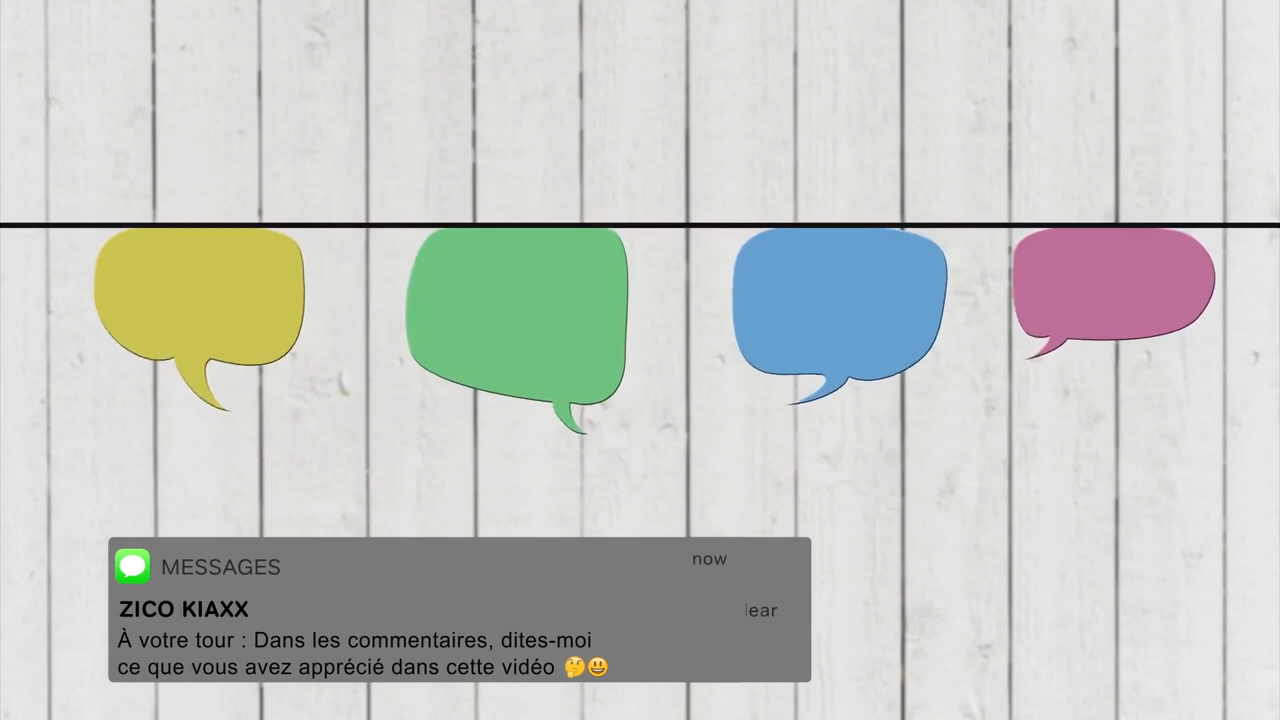 MESSAGES
now
ZICO KIAXX
lear
À votre tour : Dans les commentaires, dites-moi
ce que vous avez apprécié dans cette vidéo 🤔😃